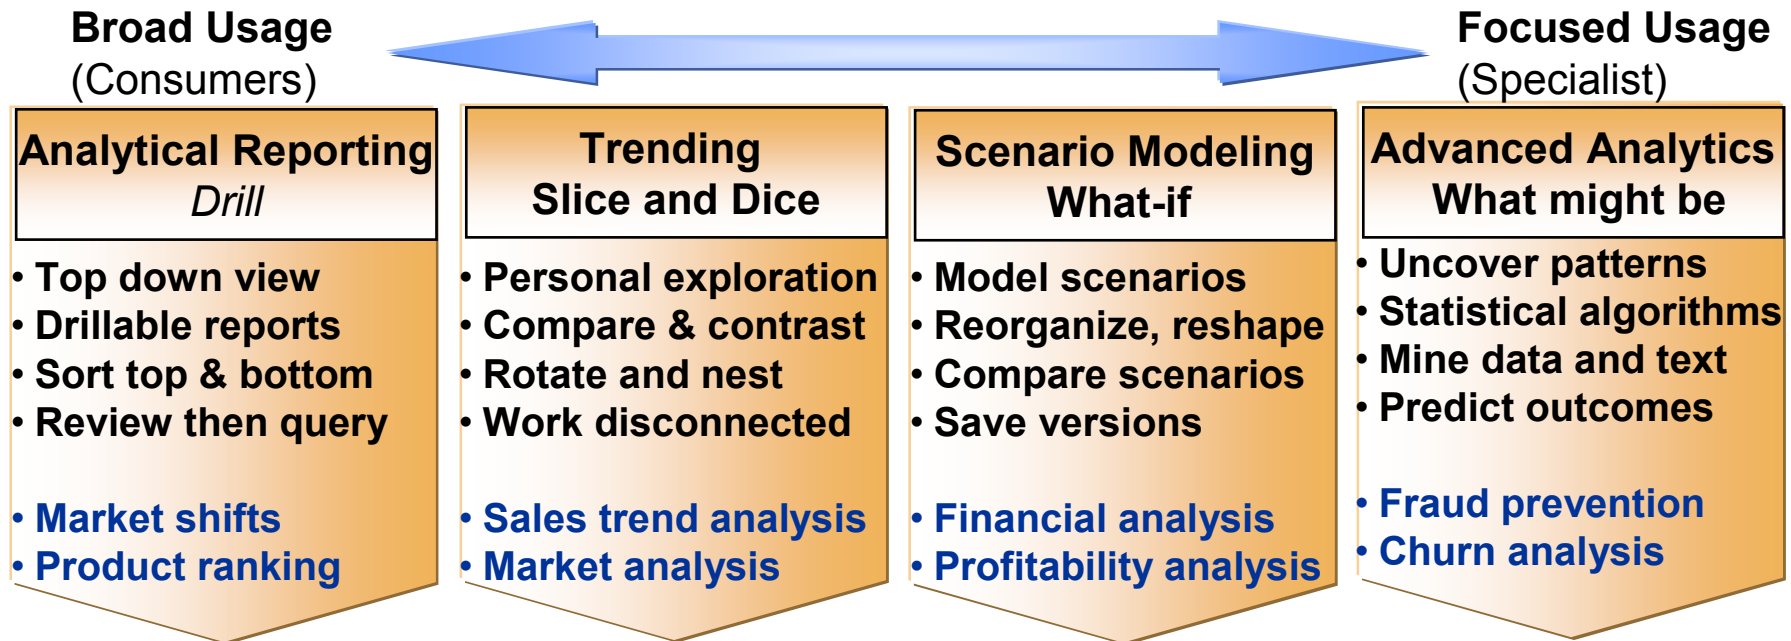 Broad Usage
(Consumers)
Focused Usage
(Specialist)
Analytical Reporting
Drill
• Top down view
• Drillable reports
• Sort top & bottom
• Review then query
• Market shifts
• Product ranking
Trending
Slice and Dice
• Personal exploration
• Compare & contrast
• Rotate and nest
• Work disconnected
• Sales trend analysis
• Market analysis
Scenario Modeling
What-if
• Model scenarios
• Reorganize, reshape
• Compare scenarios
• Save versions
• Financial analysis
• Profitability analysis
Advanced Analytics
What might be
• Uncover patterns
• Statistical algorithms
• Mine data and text
• Predict outcomes
• Fraud prevention
• Churn analysis